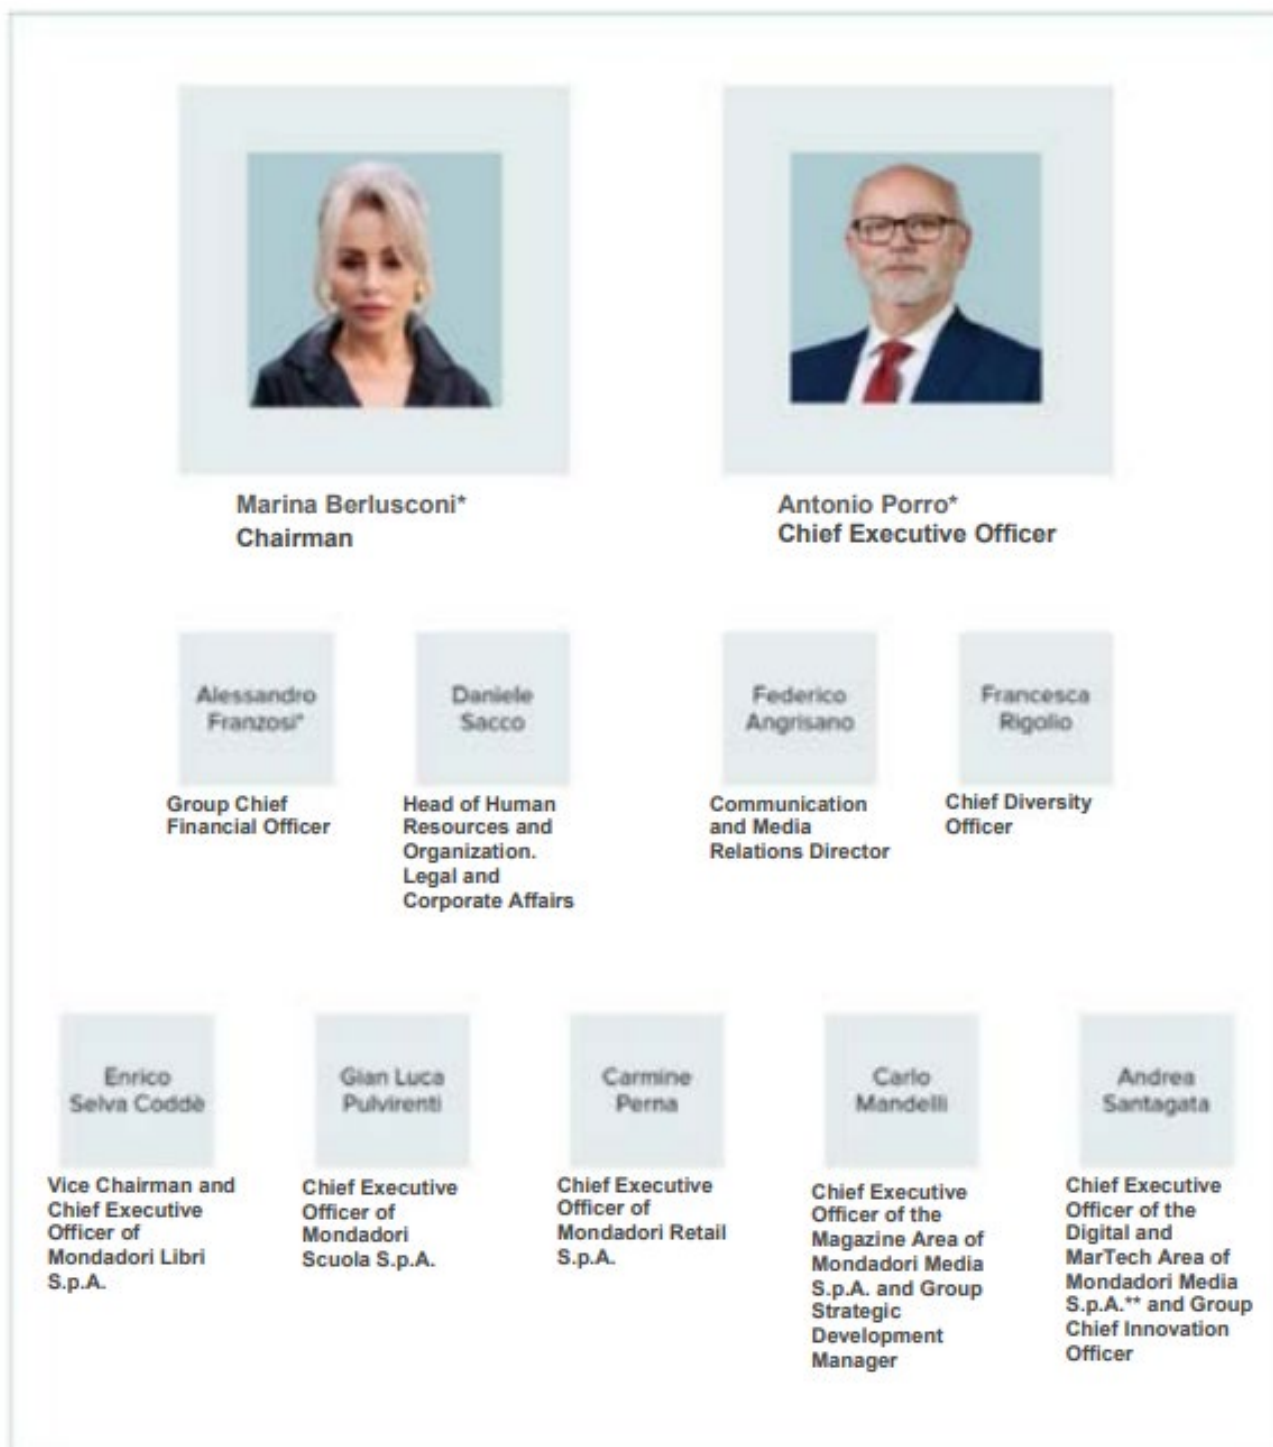 Marina Berlusconi*
Chairman
Antonio Porro*
Chief Executive Officer
Alessandro
Franzosi*
Group Chief
Financial Officer
Daniele
Sacco
Head of Human
Resources and
Organization.
Legal and
Corporate Affairs
Federico
Angrisano
Communication
and Media
Relations Director
Francesca
Rigolio
Chief Diversity
Officer
Enrico
Selva Coddè
Vice Chairman and
Chief Executive
Officer of
Mondadori Libri
S.p.A.
Gian Luca
Pulvirenti
Chief Executive
Officer of
Mondadori
Scuola S.p.A.
Carmine
Perna
Chief Executive
Officer of
Mondadori Retail
S.p.A.
Carlo
Mandelli
Chief Executive
Officer of the
Magazine Area of
Mondadori Media
S.p.A. and Group
Strategic
Development
Manager
Andrea
Santagata
Chief Executive
Officer of the
Digital and
MarTech Area of
Mondadori Media
S.p.A.** and Group
Chief Innovation
Officer